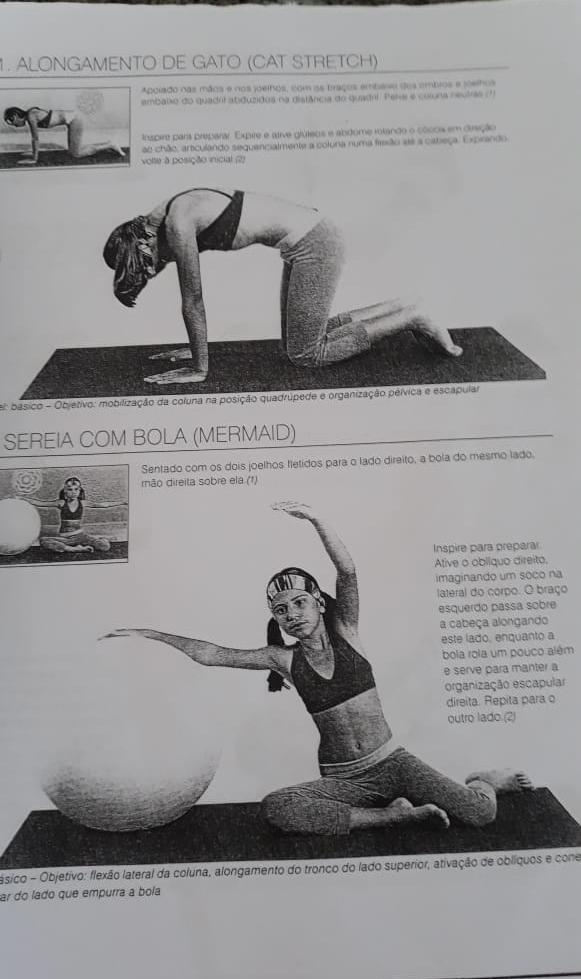 . ALONGAMENTO DE GATO (CAT STRETCH)
Apoiado nas mãos e nos joelhos, com os braços embaixo dos ombros e joelhos
embaixo do quadril abduzidos na distância do quadril. Pelve e coluna neutras.(1)
Inspire para preparar. Expire e ative glúteos e abdome rolando o cóccix em direção
ao chão, articulando sequencialmente a coluna numa flexão até a cabeça. Expirando,
volte à posição inicial.(2)
el: básico – Objetivo: mobilização da coluna na posição quadrúpede e organização pélvica e escapular
SEREIA COM BOLA (MERMAID)
Sentado com os dois joelhos fletidos para o lado direito, a bola do mesmo lado,
mão direita sobre ela.(1)
Inspire para preparar.
Ative o oblíquo direito,
imaginando um soco na
lateral do corpo. O braço
esquerdo passa sobre
a cabeça alongando
este lado, enquanto a
bola rola um pouco além
e serve para manter a
organização escapular
direita. Repita para o
outro lado.(2)
ásico – Objetivo: flexão lateral da coluna, alongamento do tronco do lado superior, ativação de oblíquos e cone
ar do lado que empurra a bola